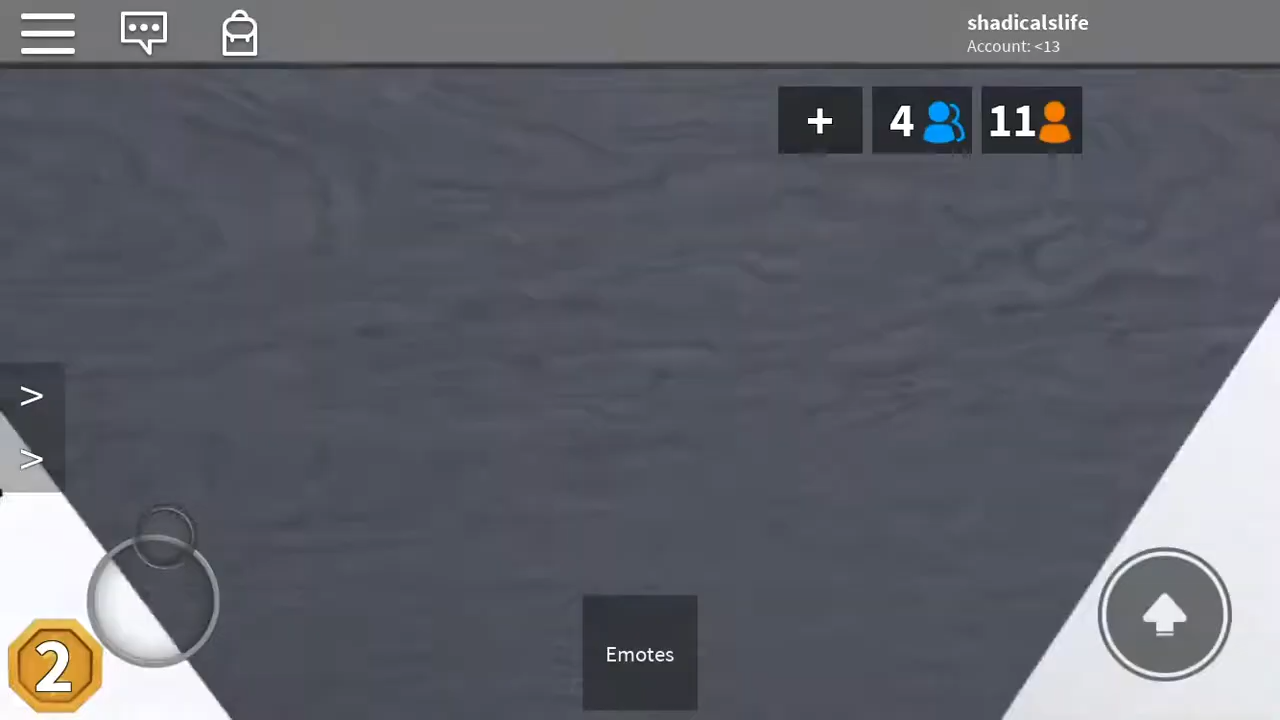 shadicalslife
Account: <13
+ 4 11
>
>
2
Emotes